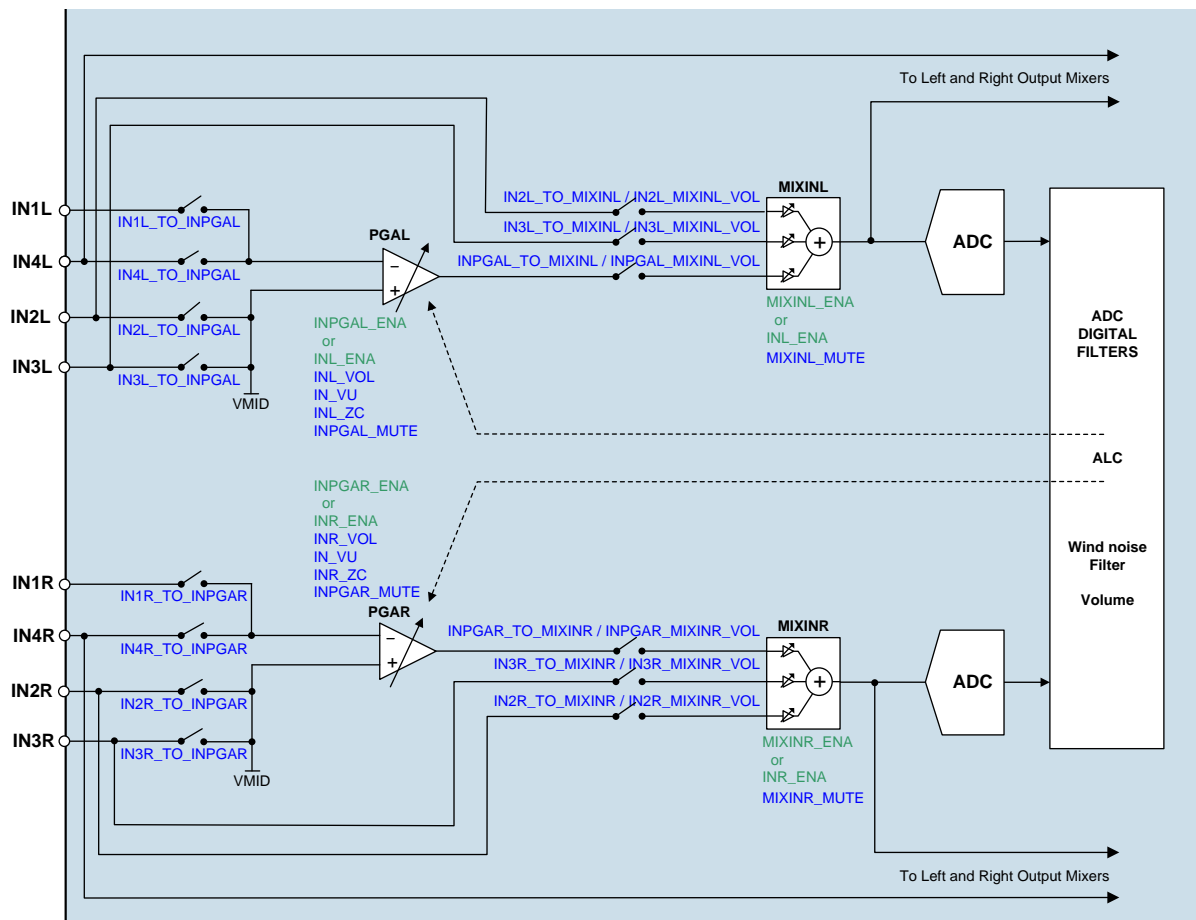 To Left and Right Output Mixers
IN1L
IN1L_TO_INPGAL
IN4L
IN4L_TO_INPGAL
IN2L
IN2L_TO_INPGAL
IN3L
IN3L_TO_INPGAL
VMID
PGAL
−
+
INPGAL_ENA
or
INL_ENA
INL_VOL
IN_VU
INL_ZC
INPGAL_MUTE
IN2L_TO_MIXINL / IN2L_MIXINL_VOL
IN3L_TO_MIXINL / IN3L_MIXINL_VOL
INPGAL_TO_MIXINL / INPGAL_MIXINL_VOL
MIXINL
+
MIXINL_ENA
or
INL_ENA
MIXINL_MUTE
ADC
ADC
DIGITAL
FILTERS
ALC
Wind noise
Filter
Volume
INPGAR_ENA
or
INR_ENA
INR_VOL
IN_VU
INR_ZC
INPGAR_MUTE
PGAR
−
+
IN1R
IN1R_TO_INPGAR
IN4R
IN4R_TO_INPGAR
IN2R
IN2R_TO_INPGAR
IN3R
IN3R_TO_INPGAR
VMID
INPGAR_TO_MIXINR / INPGAR_MIXINR_VOL
IN3R_TO_MIXINR / IN3R_MIXINR_VOL
IN2R_TO_MIXINR / IN2R_MIXINR_VOL
MIXINR
+
MIXINR_ENA
or
INR_ENA
MIXINR_MUTE
ADC
To Left and Right Output Mixers